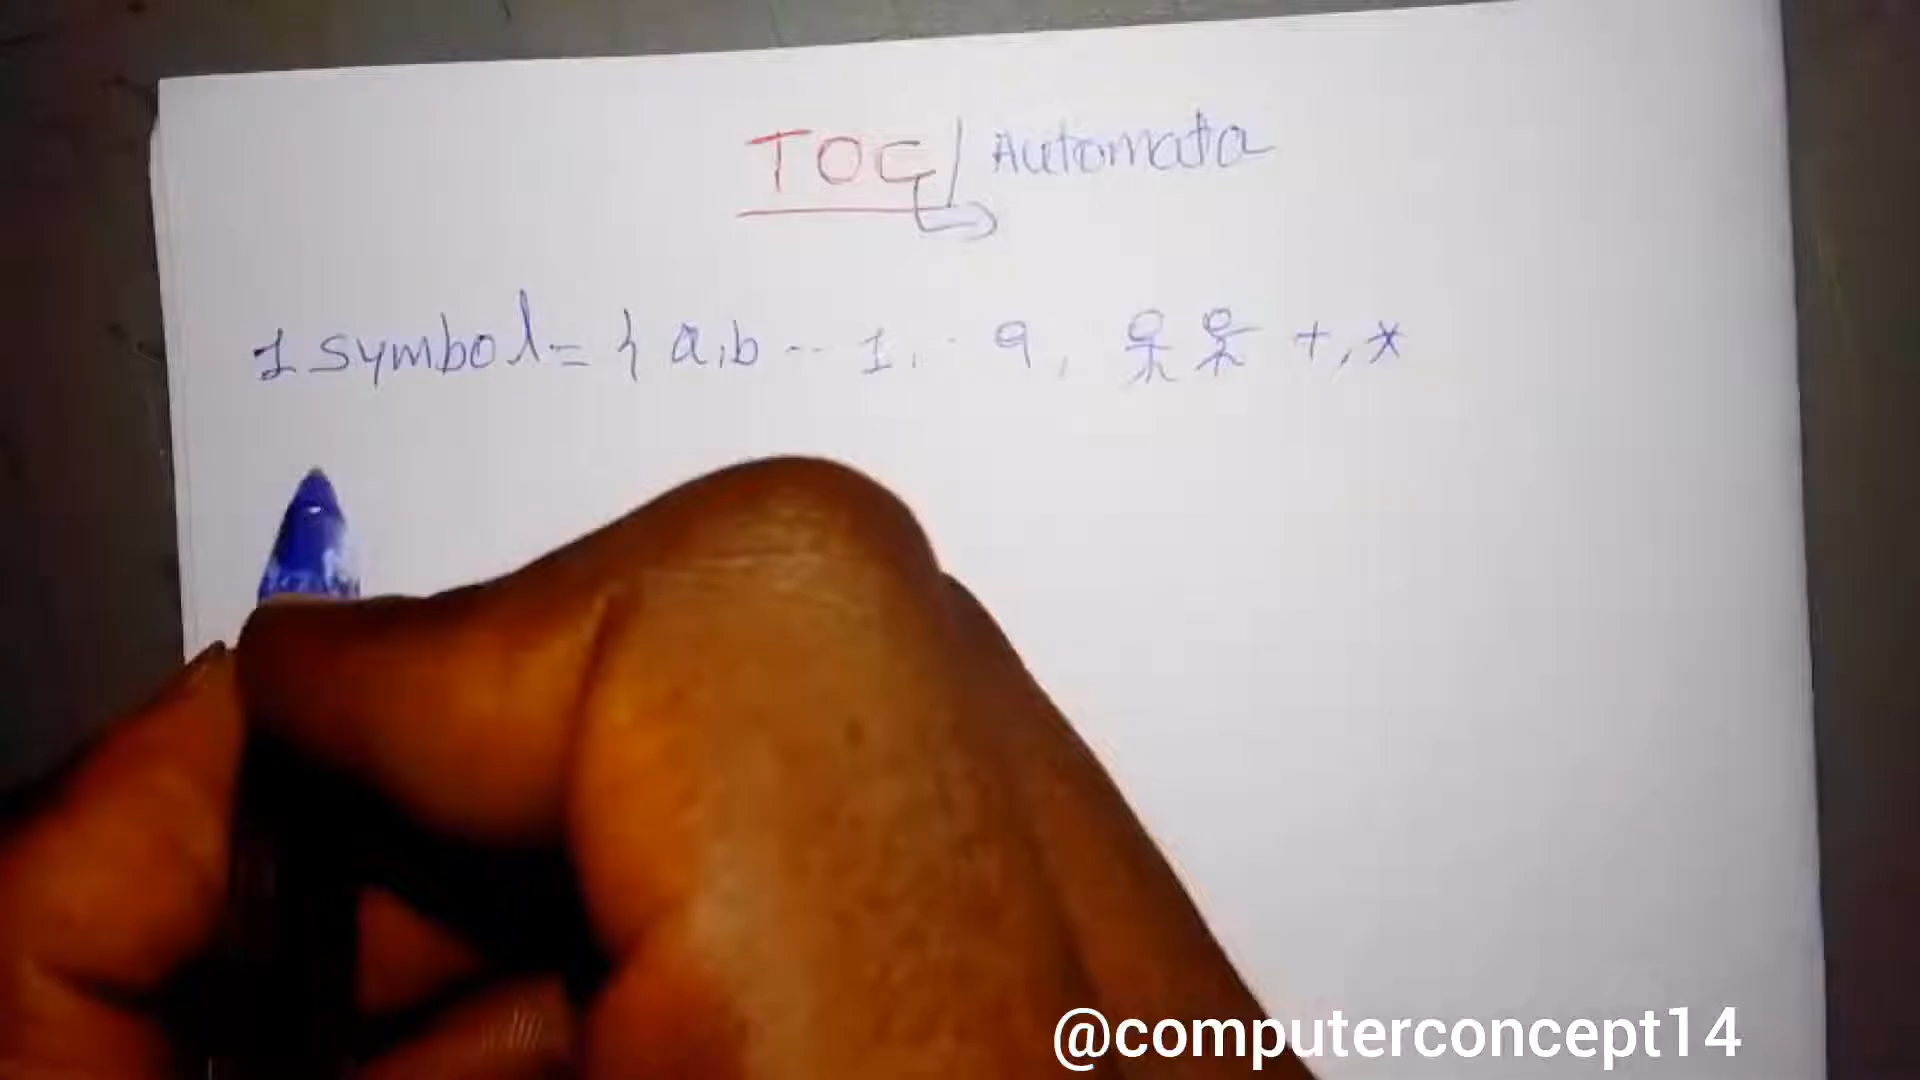 TOC/ Automata
1 symbol = { a,b -- 1,.. 9, 웃 웃 +, *
@computerconcept14